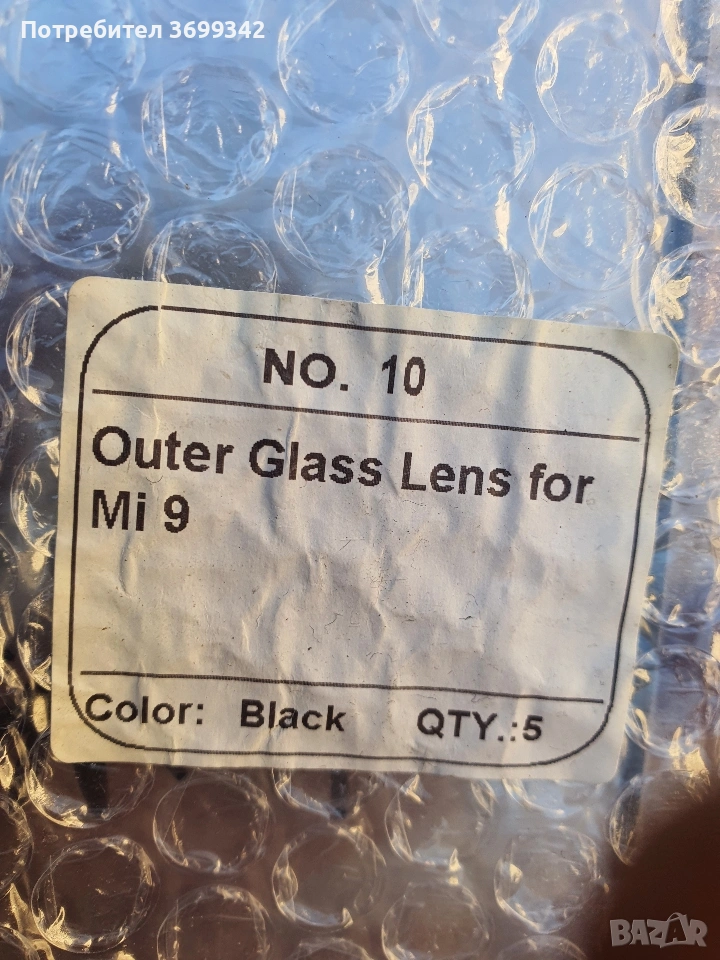 Потребител 3699342
NO. 10
Outer Glass Lens for
Mi 9
Color: Black QTY.:5
BAZAR